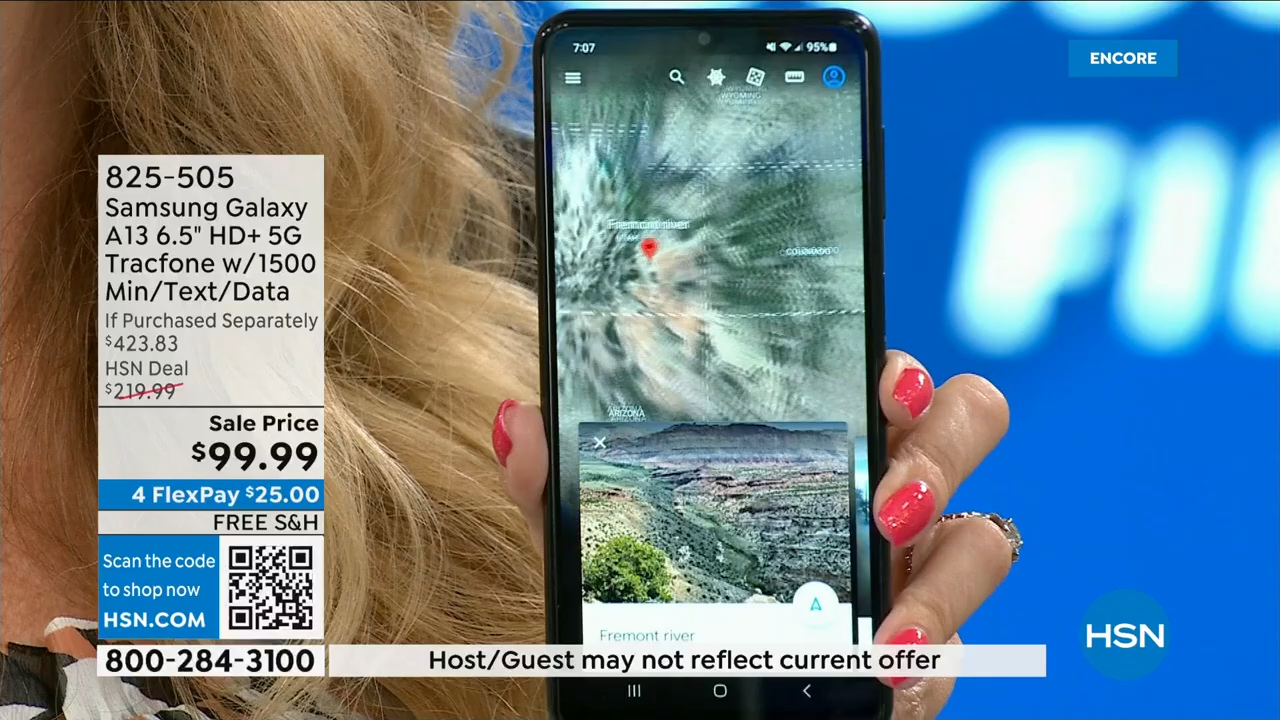 ENCORE
825-505
Samsung Galaxy
A13 6.5" HD+ 5G
Tracfone w/1500
Min/Text/Data
If Purchased Separately
$423.83
HSN Deal
$219.99
Sale Price
$99.99
4 FlexPay $25.00
FREE S&H
Scan the code
to shop now
HSN.COM
800-284-3100
Host/Guest may not reflect current offer
HSN
7:07
95%
WYOMING
Fremont river
UTAH
COLORADO
ARIZONA
Fremont river